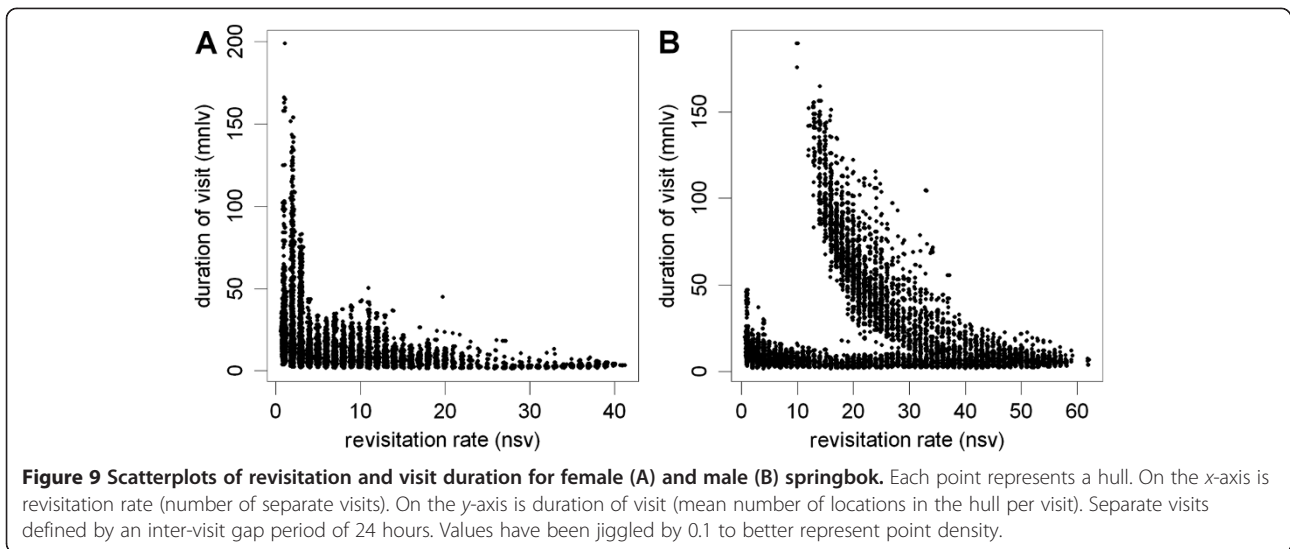 A
B
200
150
100
50
0
duration of visit (mnlv)
0 10 20 30 40
revisitation rate (nsv)
150
100
50
0
duration of visit (mnlv)
0 10 20 30 40 50 60
revisitation rate (nsv)
Figure 9 Scatterplots of revisitation and visit duration for female (A) and male (B) springbok. Each point represents a hull. On the x-axis is
revisitation rate (number of separate visits). On the y-axis is duration of visit (mean number of locations in the hull per visit). Separate visits
defined by an inter-visit gap period of 24 hours. Values have been jiggled by 0.1 to better represent point density.